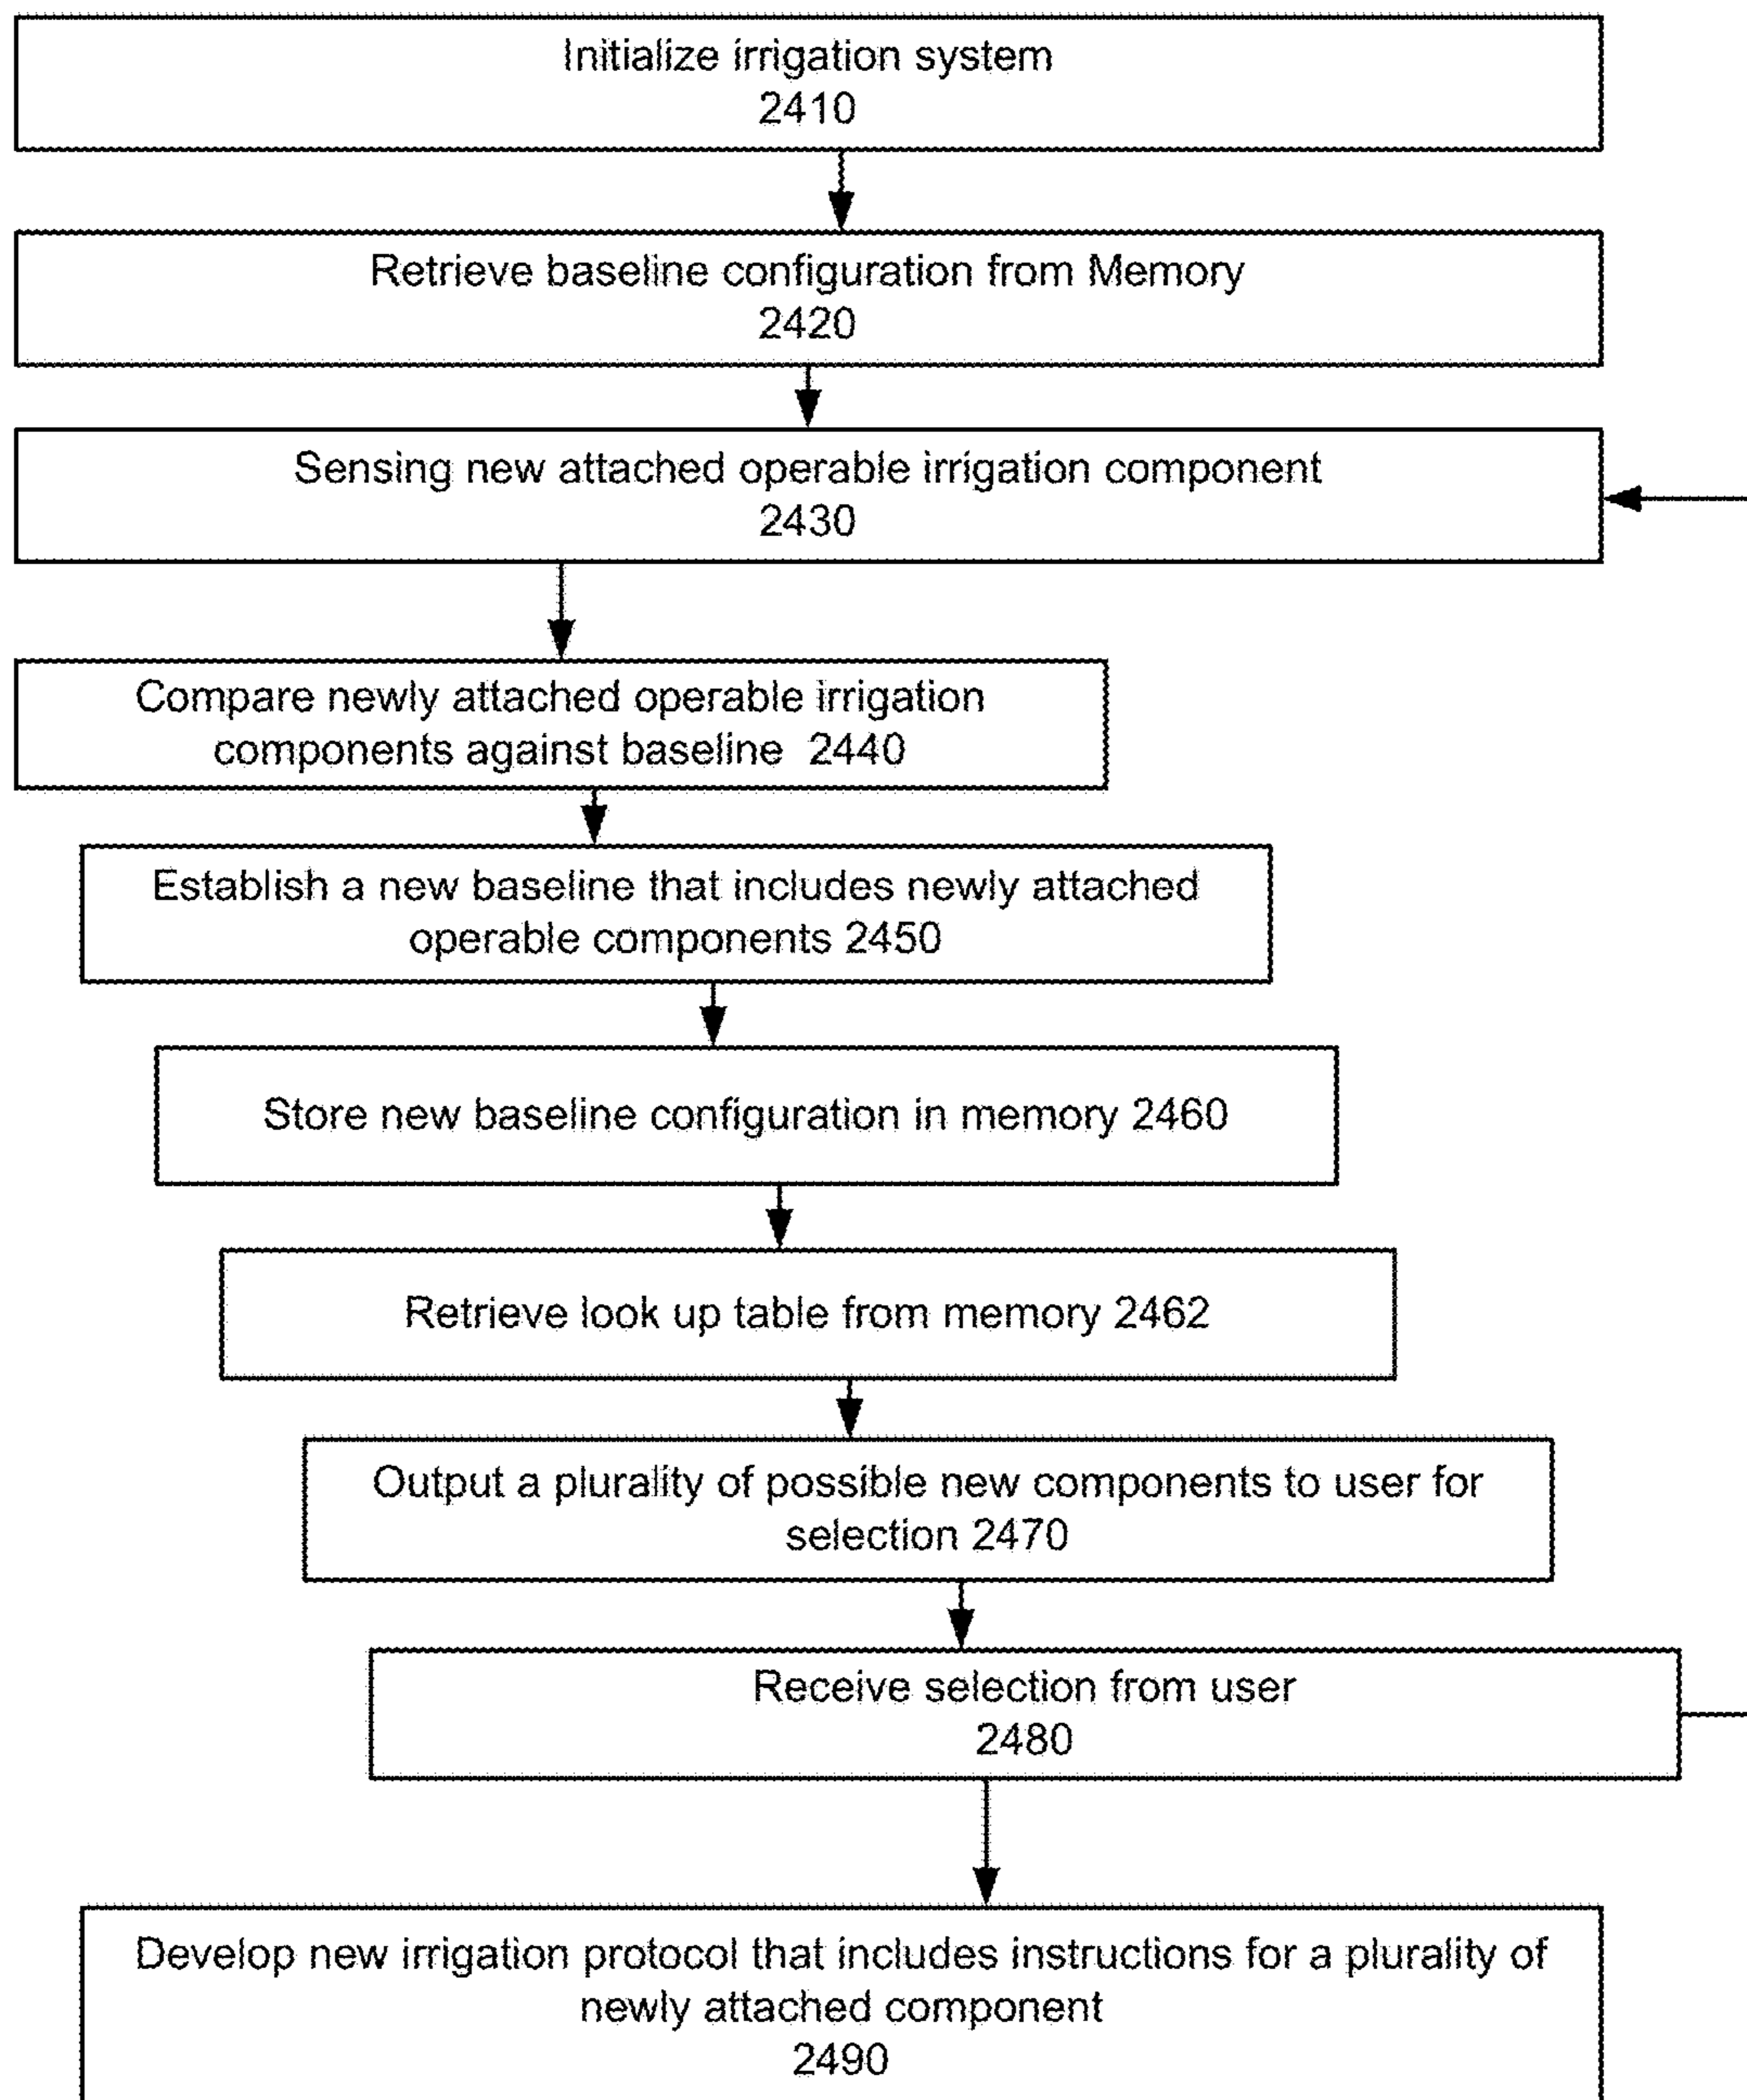 Initialize irrigation system
2410
Retrieve baseline configuration from Memory
2420
Sensing new attached operable irrigation component
2430
Compare newly attached operable irrigation
components against baseline 2440
Establish a new baseline that includes newly attached
operable components 2450
Store new baseline configuration in memory 2460
Retrieve look up table from memory 2462
Output a plurality of possible new components to user for
selection 2470
Receive selection from user
2480
Develop new irrigation protocol that includes instructions for a plurality of
newly attached component
2490